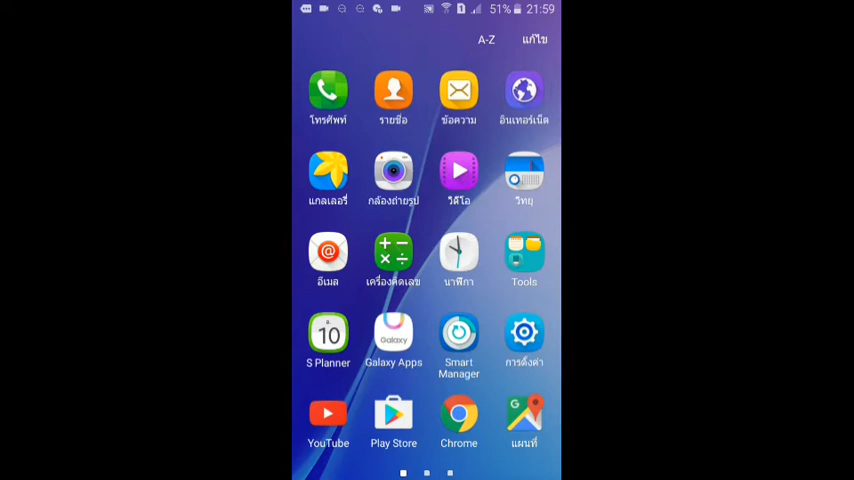 51% 21:59
A-Z แก้ไข
โทรศัพท์ รายชื่อ ข้อความ อินเทอร์เน็ต
แกลเลอรี่ กล้องถ่ายรูป วิดีโอ วิทยุ
อีเมล เครื่องคิดเลข นาฬิกา Tools
10
S Planner Galaxy Apps Smart Manager การตั้งค่า
YouTube Play Store Chrome แผนที่